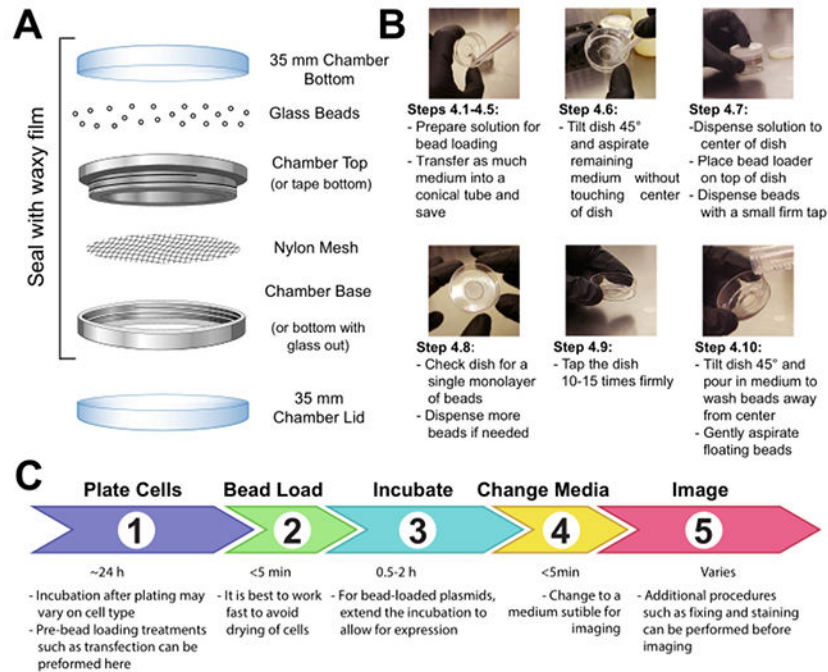 A
Seal with waxy film
35 mm Chamber
Bottom
Glass Beads
Chamber Top
(or tape bottom)
Nylon Mesh
Chamber Base
(or bottom with
glass out)
35 mm
Chamber Lid
B
Steps 4.1-4.5:
- Prepare solution for
bead loading
- Transfer as much
medium into a
conical tube and
save
Step 4.6:
- Tilt dish 45°
and aspirate
remaining
medium without
touching center
of dish
Step 4.7:
-Dispense solution to
center of dish
- Place bead loader
on top of dish
- Dispense beads
with a small firm tap
Step 4.8:
- Check dish for a
single monolayer
of beads
- Dispense more
beads if needed
Step 4.9:
- Tap the dish
10-15 times firmly
Step 4.10:
- Tilt dish 45° and
pour in medium to
wash beads away
from center
- Gently aspirate
floating beads
C
Plate Cells
1
~24 h
- Incubation after plating may
vary on cell type
- Pre-bead loading treatments
such as transfection can be
preformed here
Bead Load
2
<5 min
- It is best to work
fast to avoid
drying of cells
Incubate
3
0.5-2 h
- For bead-loaded plasmids,
extend the incubation to
allow for expression
Change Media
4
<5min
- Change to a
medium sutible for
imaging
Image
5
Varies
- Additional procedures
such as fixing and staining
can be performed before
imaging